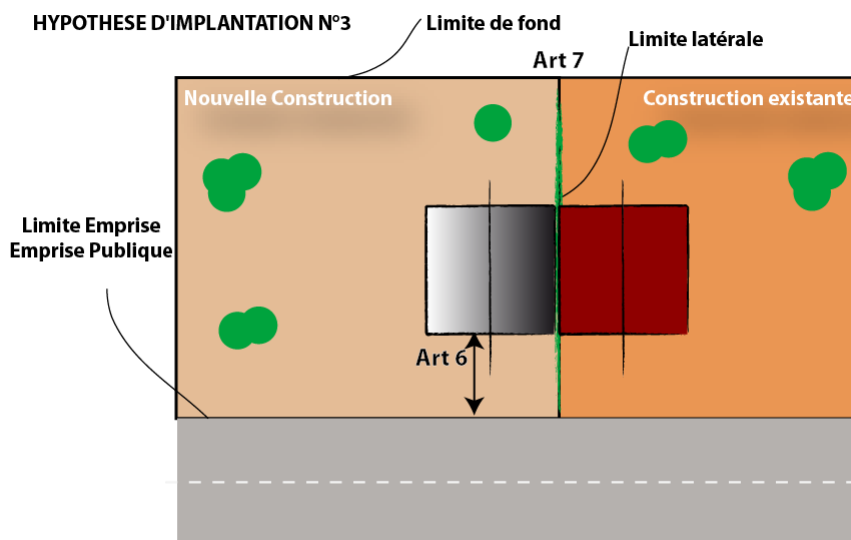 HYPOTHESE D'IMPLANTATION N°3
Limite de fond
Limite latérale
Art 7
Nouvelle Construction
Construction existante
Limite Emprise
Emprise Publique
Art 6